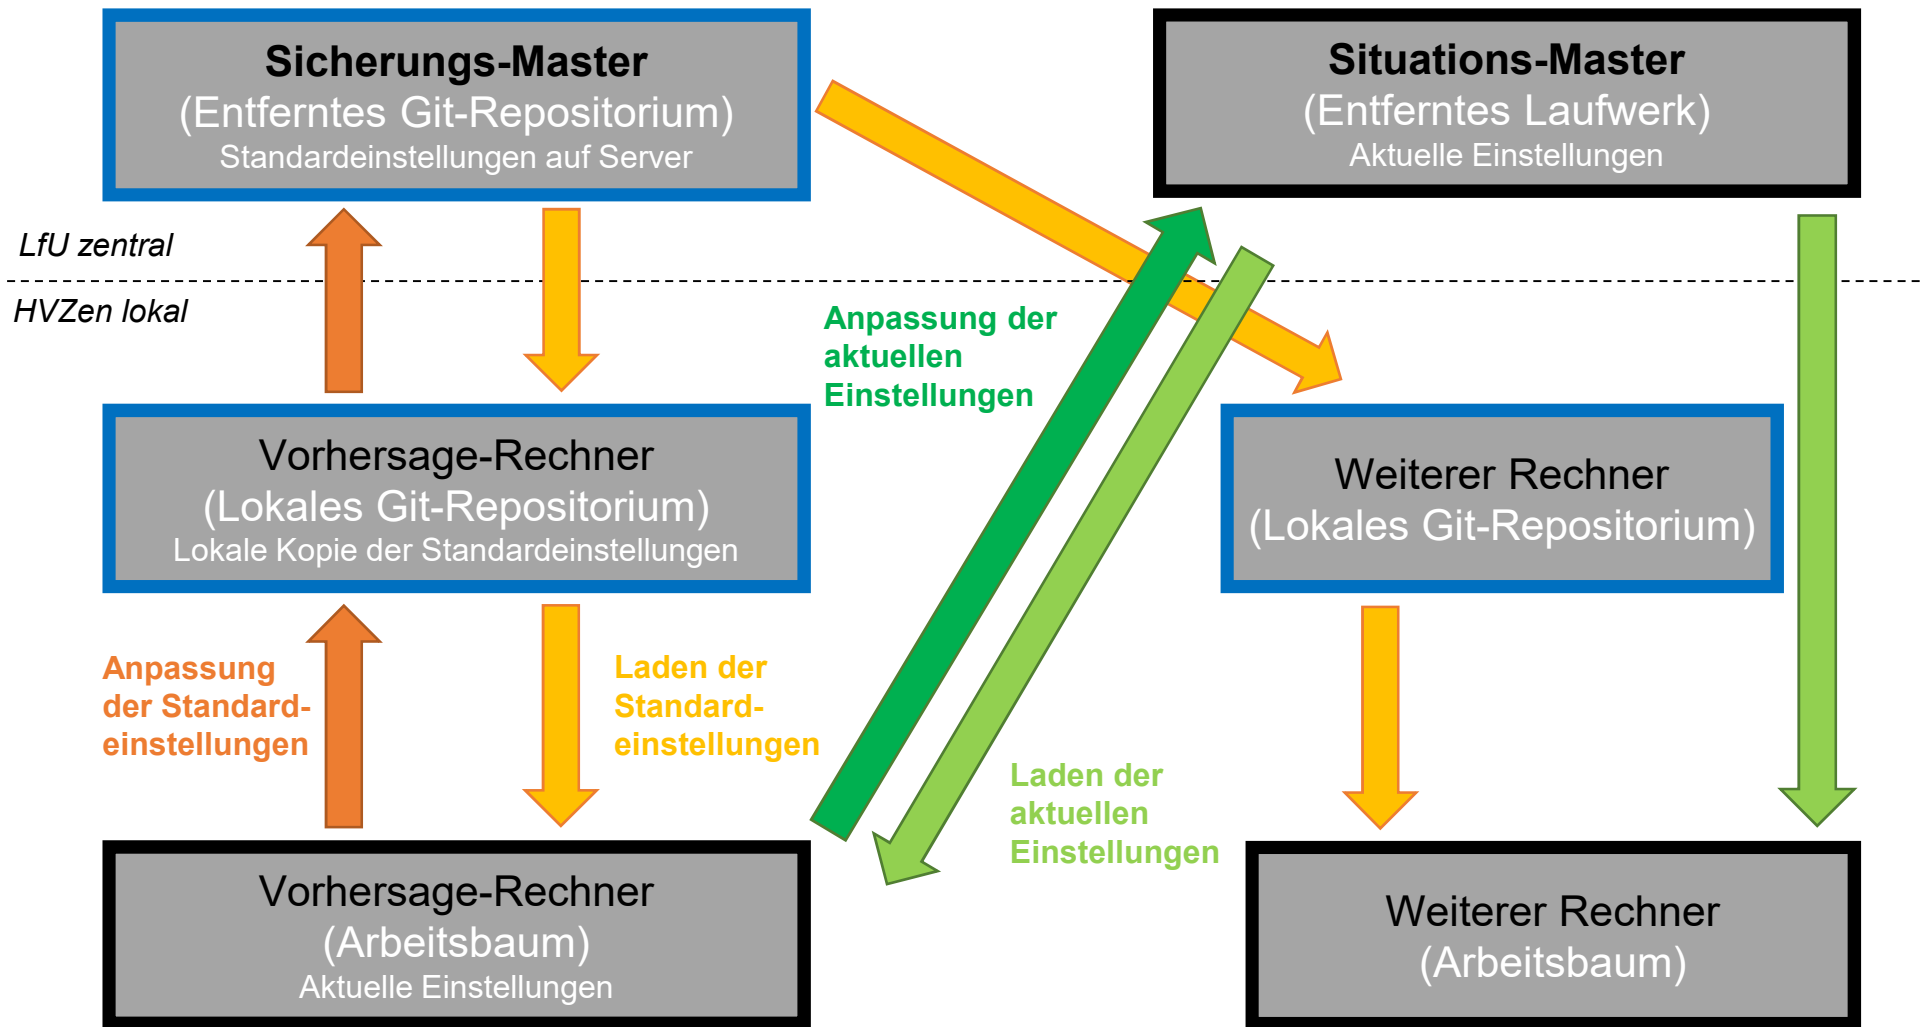 Sicherungs-Master
(Entferntes Git-Repositorium)
Standardeinstellungen auf Server
Situations-Master
(Entferntes Laufwerk)
Aktuelle Einstellungen
LfU zentral
HVZen lokal
Anpassung der
aktuellen
Einstellungen
Vorhersage-Rechner
(Lokales Git-Repositorium)
Lokale Kopie der Standardeinstellungen
Weiterer Rechner
(Lokales Git-Repositorium)
Anpassung
der Standard-
einstellungen
Laden der
Standard-
einstellungen
Laden der
aktuellen
Einstellungen
Vorhersage-Rechner
(Arbeitsbaum)
Aktuelle Einstellungen
Weiterer Rechner
(Arbeitsbaum)